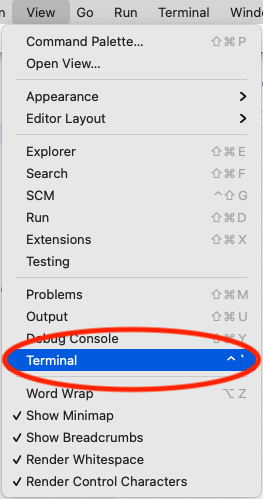 View Go Run Terminal
Command Palette... ⇧⌘P
Open View...
Appearance >
Editor Layout >
Explorer ⇧⌘E
Search ⇧⌘F
SCM ⌃⇧G
Run ⇧⌘D
Extensions ⇧⌘X
Testing
Problems ⇧⌘M
Output ⇧⌘U
Debug Console ⇧⌘Y
Terminal ⌃`
Word Wrap ⌥Z
✓ Show Minimap
✓ Show Breadcrumbs
✓ Render Whitespace
✓ Render Control Characters